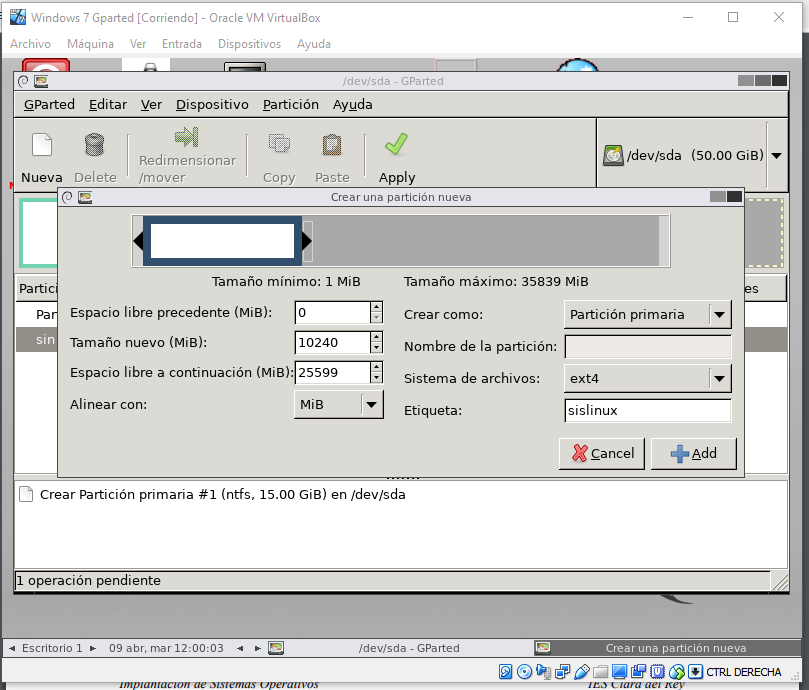 Windows 7 Gparted [Corriendo] - Oracle VM VirtualBox
Archivo Máquina Ver Entrada Dispositivos Ayuda
/dev/sda - GParted
GParted Editar Ver Dispositivo Partición Ayuda
Nueva Delete Redimensionar /mover Copy Paste Apply /dev/sda (50.00 GiB)
Crear una partición nueva
Tamaño mínimo: 1 MiB Tamaño máximo: 35839 MiB
Espacio libre precedente (MiB): 0 Crear como: Partición primaria
Tamaño nuevo (MiB): 10240 Nombre de la partición:
Espacio libre a continuación (MiB): 25599 Sistema de archivos: ext4
Alinear con: MiB Etiqueta: sislinux
Cancel Add
Partici es
Par
sin
Crear Partición primaria #1 (ntfs, 15.00 GiB) en /dev/sda
1 operación pendiente
Escritorio 1 09 abr, mar 12:00:03 /dev/sda - GParted Crear una partición nueva
CTRL DERECHA
Implantación de Sistemas Operativos IES Clara del Rey